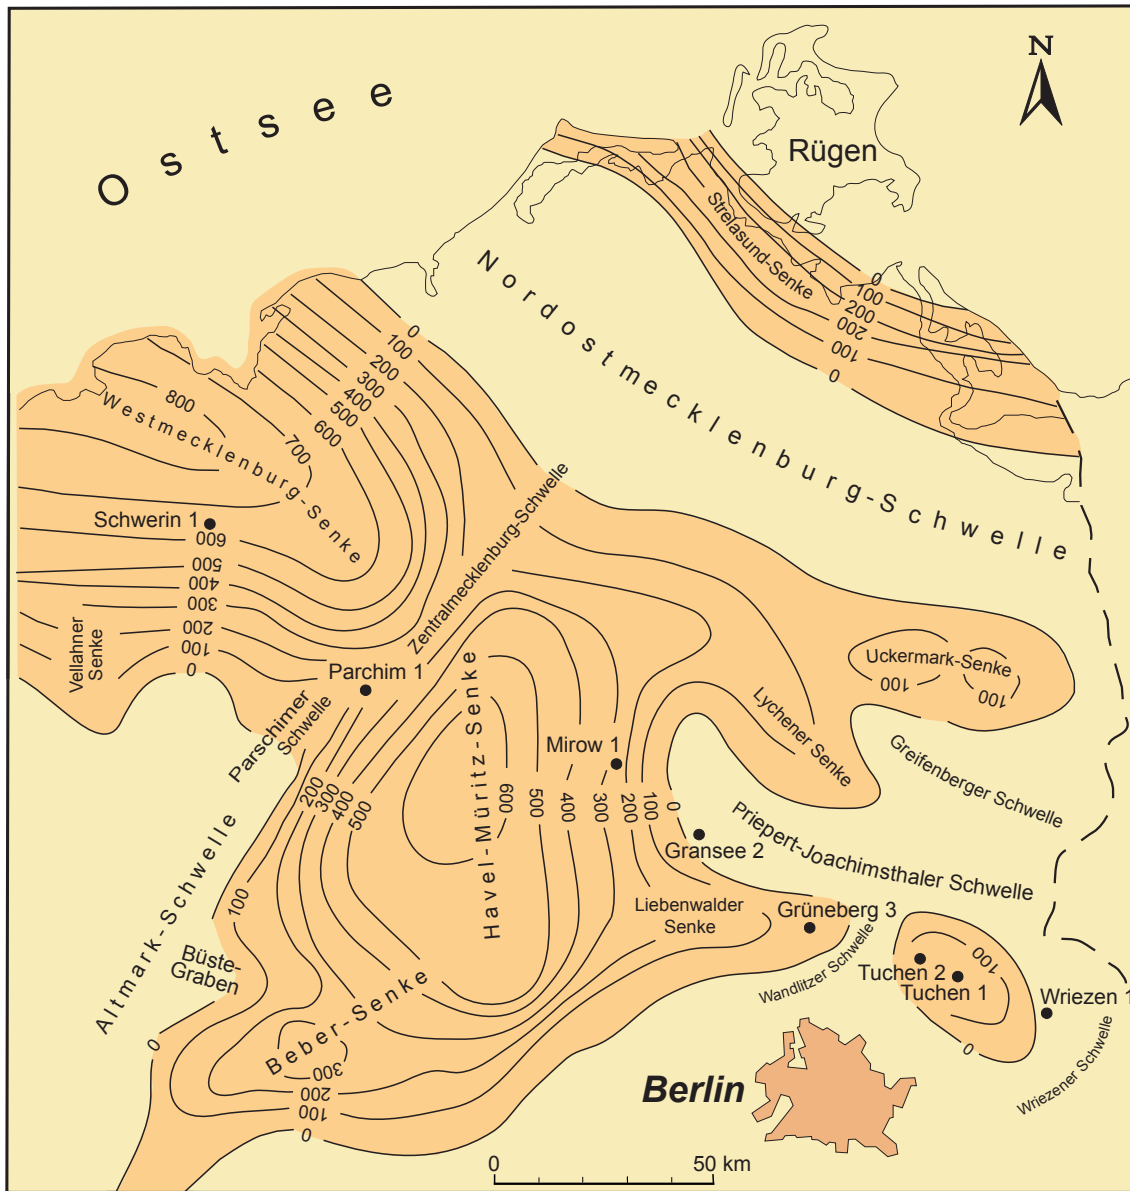 N
Ostsee
Rügen
Strelasund-Senke
0
100
200
200
100
0
Nordostmecklenburg-Schwelle
0
100
200
300
400
500
600
700
800
Westmecklenburg-Senke
Schwerin 1
600
500
400
300
200
100
0
Vellahner
Senke
Zentralmecklenburg-Schwelle
Parchim 1
Parschimer
Schwelle
Uckermark-Senke
100
100
Lychener Senke
Greifenberger Schwelle
Mirow 1
Havel-Müritz-Senke
200
300
400
500
600
500
400
300
200
100
0
Gransee 2
Priepert-Joachimsthaler Schwelle
Altmark-Schwelle
100
Büste-
Graben
Liebenwalder
Senke
Grüneberg 3
Wandlitzer Schwelle
100
Tuchen 2
Tuchen 1
0
Wriezen 1
Wriezener Schwelle
Beber-Senke
0
300
200
100
0
Berlin
0
50 km